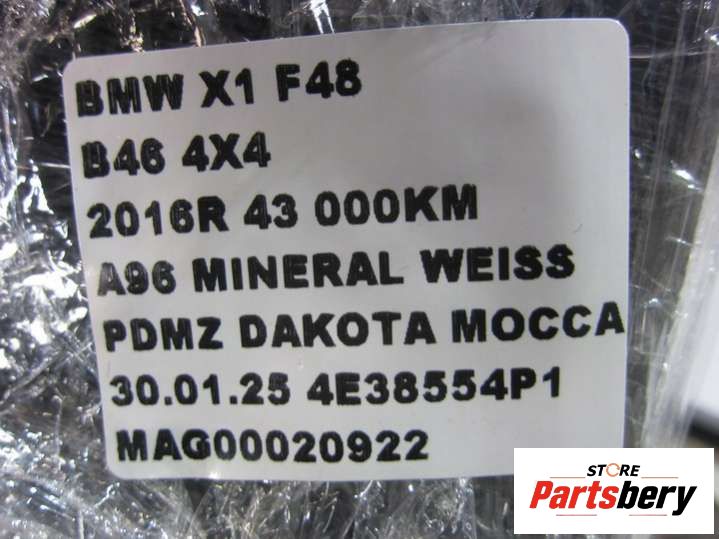 BMW X1 F48
B46 4X4
2016R 43 000KM
A96 MINERAL WEISS
PDMZ DAKOTA MOCCA
30.01.25 4E38554P1
MAG00020922
STORE
Partsbery